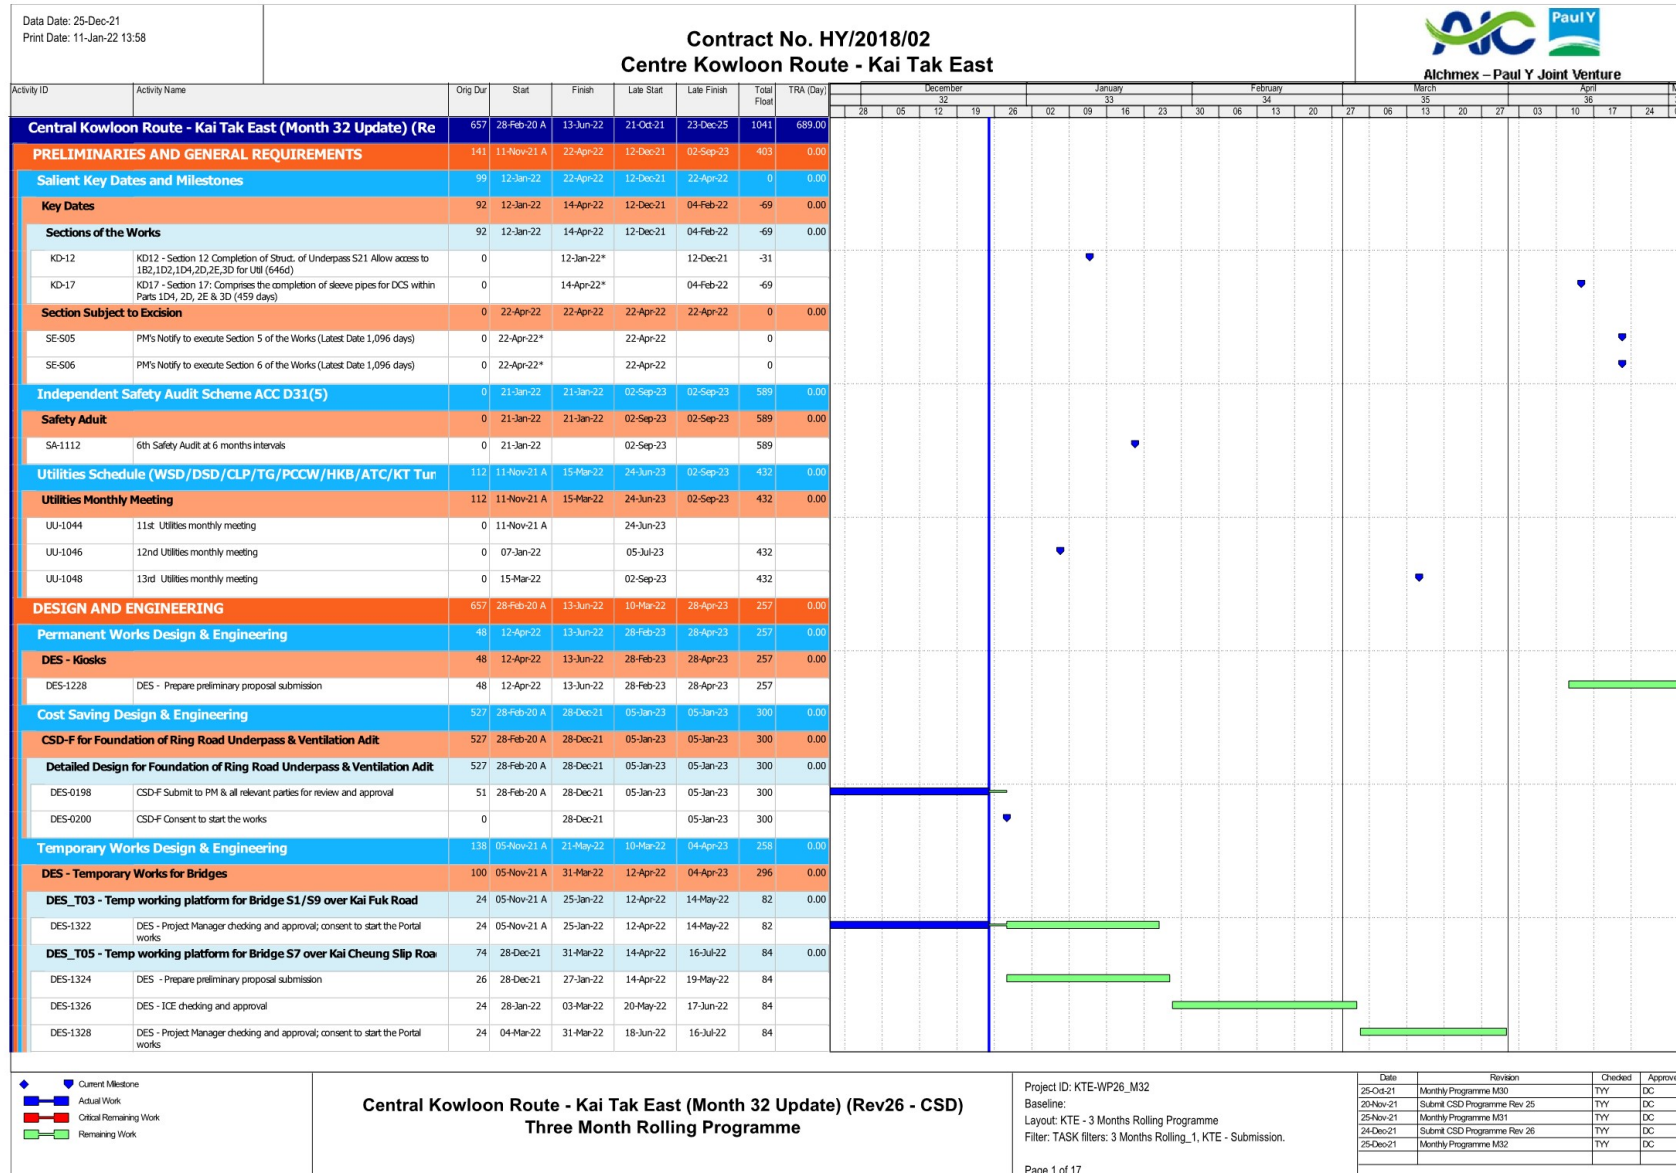 Data Date: 25-Dec-21
Print Date: 11-Jan-22 13:58
Contract No. HY/2018/02
Centre Kowloon Route - Kai Tak East
AJC
Paul Y
Alchmex – Paul Y Joint Venture
Activity ID Activity Name Orig Dur Start Finish Late Start Late Finish Total Float TRA (Day)
December January February March April
32 33 34 35 36
28 05 12 19 26 02 09 16 23 30 06 13 20 27 06 13 20 27 03 10 17 24
Central Kowloon Route - Kai Tak East (Month 32 Update) (Re 657 28-Feb-20 A 13-Jun-22 21-Oct-21 23-Dec-25 1041 689.00
PRELIMINARIES AND GENERAL REQUIREMENTS 141 11-Nov-21 A 22-Apr-22 12-Dec-21 02-Sep-23 403 0.00
Salient Key Dates and Milestones 99 12-Jan-22 22-Apr-22 12-Dec-21 22-Apr-22 0 0.00
Key Dates 92 12-Jan-22 14-Apr-22 12-Dec-21 04-Feb-22 -69 0.00
Sections of the Works 92 12-Jan-22 14-Apr-22 12-Dec-21 04-Feb-22 -69 0.00
KD-12 KD12 - Section 12 Completion of Struct. of Underpass S21 Allow access to 0 12-Jan-22* 12-Dec-21 -31
1B2,1D2,1D4,2D,2E,3D for Util (646d)
KD-17 KD17 - Section 17: Comprises the completion of sleeve pipes for DCS within 0 14-Apr-22* 04-Feb-22 -69
Parts 1D4, 2D, 2E & 3D (459 days)
Section Subject to Excision 0 22-Apr-22 22-Apr-22 22-Apr-22 22-Apr-22 0 0.00
SE-S05 PM's Notify to execute Section 5 of the Works (Latest Date 1,096 days) 0 22-Apr-22* 22-Apr-22 0
SE-S06 PM's Notify to execute Section 6 of the Works (Latest Date 1,096 days) 0 22-Apr-22* 22-Apr-22 0
Independent Safety Audit Scheme ACC D31(5) 0 21-Jan-22 21-Jan-22 02-Sep-23 02-Sep-23 589 0.00
Safety Aduit 0 21-Jan-22 21-Jan-22 02-Sep-23 02-Sep-23 589 0.00
SA-1112 6th Safety Audit at 6 months intervals 0 21-Jan-22 02-Sep-23 589
Utilities Schedule (WSD/DSD/CLP/TG/PCCW/HKB/ATC/KT Tur 112 11-Nov-21 A 15-Mar-22 24-Jun-23 02-Sep-23 432 0.00
Utilities Monthly Meeting 112 11-Nov-21 A 15-Mar-22 24-Jun-23 02-Sep-23 432 0.00
UU-1044 11st Utilities monthly meeting 0 11-Nov-21 A 24-Jun-23
UU-1046 12nd Utilities monthly meeting 0 07-Jan-22 05-Jul-23 432
UU-1048 13rd Utilities monthly meeting 0 15-Mar-22 02-Sep-23 432
DESIGN AND ENGINEERING 657 28-Feb-20 A 13-Jun-22 10-Mar-22 28-Apr-23 257 0.00
Permanent Works Design & Engineering 48 12-Apr-22 13-Jun-22 28-Feb-23 28-Apr-23 257 0.00
DES - Kiosks 48 12-Apr-22 13-Jun-22 28-Feb-23 28-Apr-23 257 0.00
DES-1228 DES - Prepare preliminary proposal submission 48 12-Apr-22 13-Jun-22 28-Feb-23 28-Apr-23 257
Cost Saving Design & Engineering 527 28-Feb-20 A 28-Dec-21 05-Jan-23 05-Jan-23 300 0.00
CSD-F for Foundation of Ring Road Underpass & Ventilation Adit 527 28-Feb-20 A 28-Dec-21 05-Jan-23 05-Jan-23 300 0.00
Detailed Design for Foundation of Ring Road Underpass & Ventilation Adit 527 28-Feb-20 A 28-Dec-21 05-Jan-23 05-Jan-23 300 0.00
DES-0198 CSD-F Submit to PM & all relevant parties for review and approval 51 28-Feb-20 A 28-Dec-21 05-Jan-23 05-Jan-23 300
DES-0200 CSD-F Consent to start the works 0 28-Dec-21 05-Jan-23 300
Temporary Works Design & Engineering 138 05-Nov-21 A 21-May-22 10-Mar-22 04-Apr-23 258 0.00
DES - Temporary Works for Bridges 100 05-Nov-21 A 31-Mar-22 12-Apr-22 04-Apr-23 296 0.00
DES_T03 - Temp working platform for Bridge S1/S9 over Kai Fuk Road 24 05-Nov-21 A 25-Jan-22 12-Apr-22 14-May-22 82 0.00
DES-1322 DES - Project Manager checking and approval; consent to start the Portal 24 05-Nov-21 A 25-Jan-22 12-Apr-22 14-May-22 82
works
DES_T05 - Temp working platform for Bridge S7 over Kai Cheung Slip Roa 74 28-Dec-21 31-Mar-22 14-Apr-22 16-Jul-22 84 0.00
DES-1324 DES - Prepare preliminary proposal submission 26 28-Dec-21 27-Jan-22 14-Apr-22 19-May-22 84
DES-1326 DES - ICE checking and approval 24 28-Jan-22 03-Mar-22 20-May-22 17-Jun-22 84
DES-1328 DES - Project Manager checking and approval; consent to start the Portal 24 04-Mar-22 31-Mar-22 18-Jun-22 16-Jul-22 84
works
Current Milestone
Actual Work
Critical Remaining Work
Remaining Work
Central Kowloon Route - Kai Tak East (Month 32 Update) (Rev26 - CSD)
Three Month Rolling Programme
Project ID: KTE-WP26_M32
Baseline:
Layout: KTE - 3 Months Rolling Programme
Filter: TASK filters: 3 Months Rolling_1, KTE - Submission.
Page 1 of 17
Date Revision Checked Approve
25-Oct-21 Monthly Programme M30 TYY DC
20-Nov-21 Submit CSD Programme Rev 25 TYY DC
25-Nov-21 Monthly Programme M31 TYY DC
24-Dec-21 Submit CSD Programme Rev 26 TYY DC
25-Dec-21 Monthly Programme M32 TYY DC